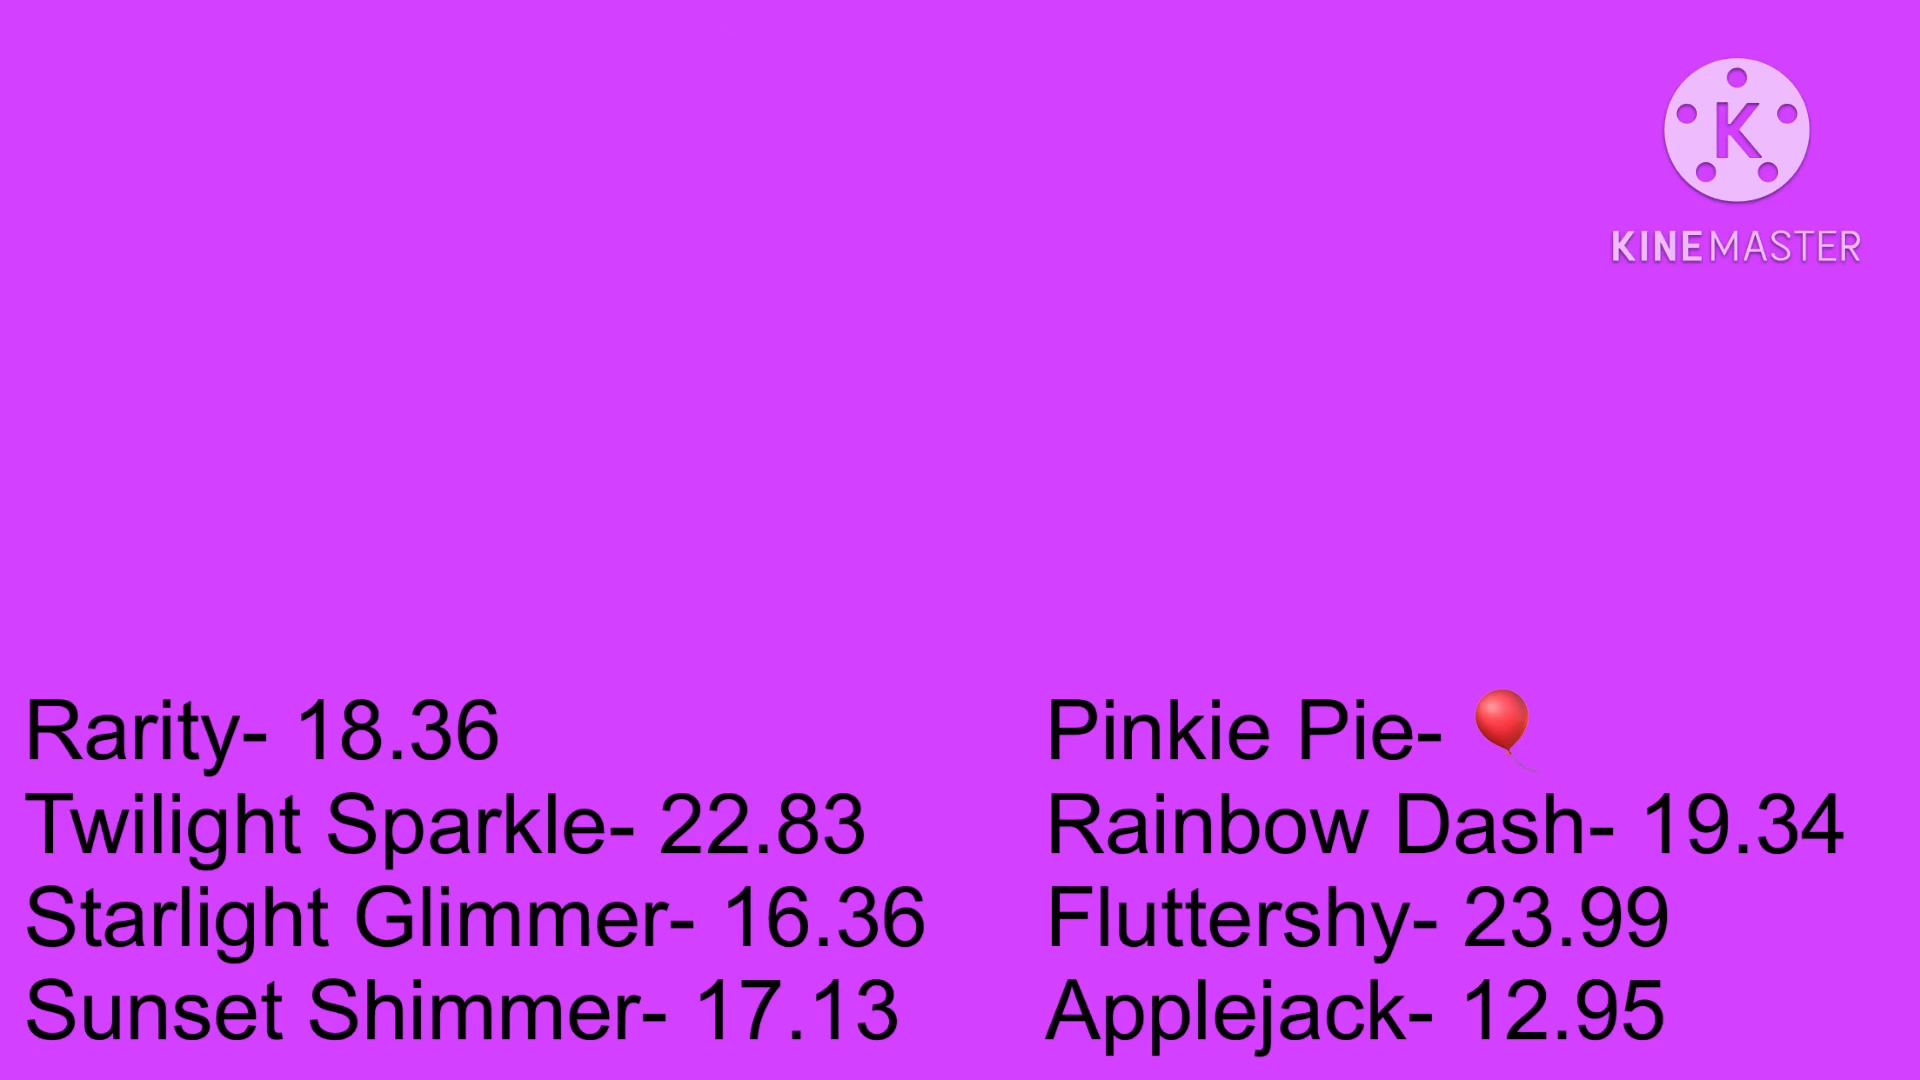 K
KINEMASTER
Rarity- 18.36
Twilight Sparkle- 22.83
Starlight Glimmer- 16.36
Sunset Shimmer- 17.13
Pinkie Pie- 🎈
Rainbow Dash- 19.34
Fluttershy- 23.99
Applejack- 12.95